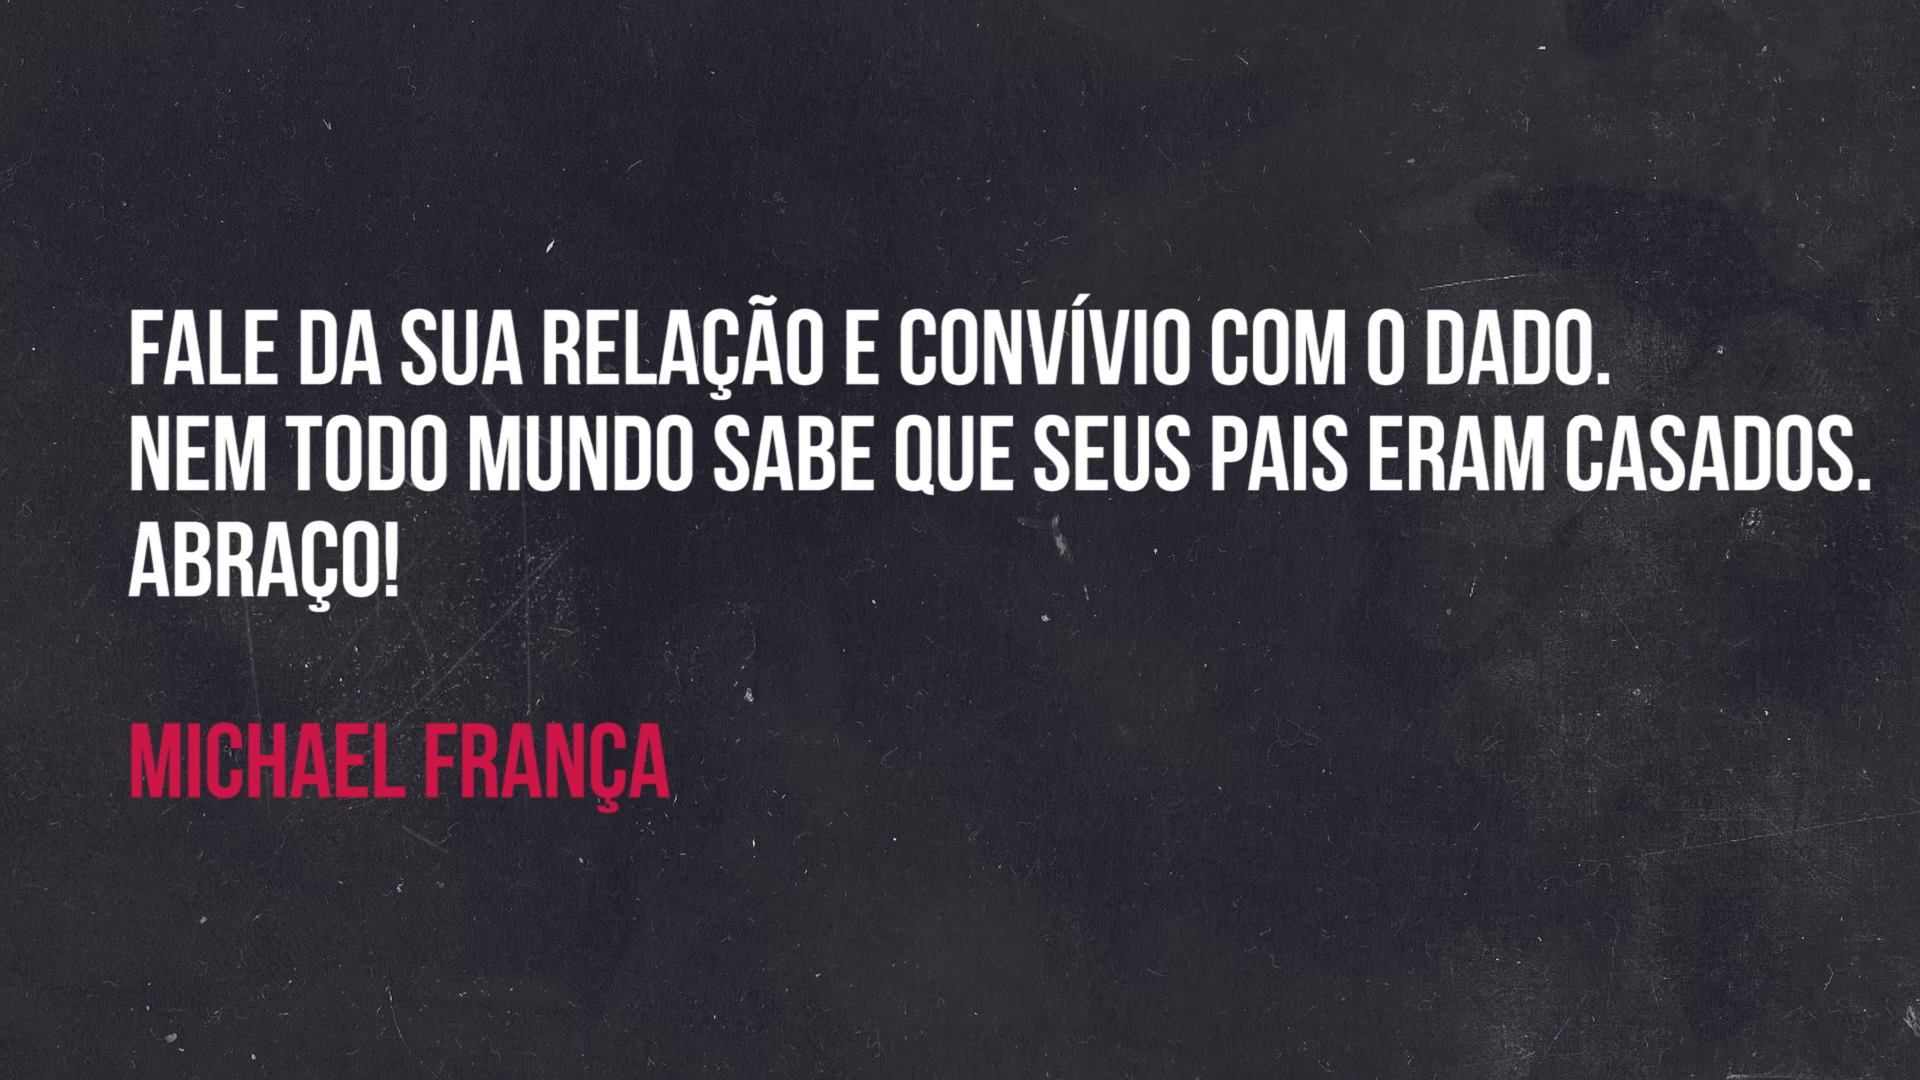 FALE DA SUA RELAÇÃO E CONVÍVIO COM O DADO.
NEM TODO MUNDO SABE QUE SEUS PAIS ERAM CASADOS.
ABRAÇO!
MICHAEL FRANÇA